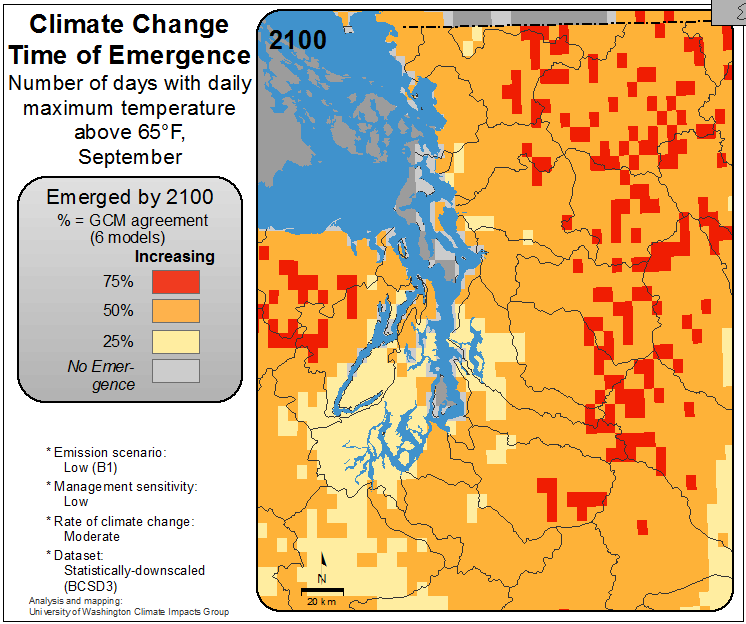 Climate Change
Time of Emergence
Number of days with daily
maximum temperature
above 65°F,
September
Emerged by 2100
% = GCM agreement
(6 models)
Increasing
75%
50%
25%
No Emer-
gence
* Emission scenario:
Low (B1)
* Management sensitivity:
Low
* Rate of climate change:
Moderate
* Dataset:
Statistically-downscaled
(BCSD3)
Analysis and mapping:
University of Washington Climate Impacts Group
2100
N
20 km